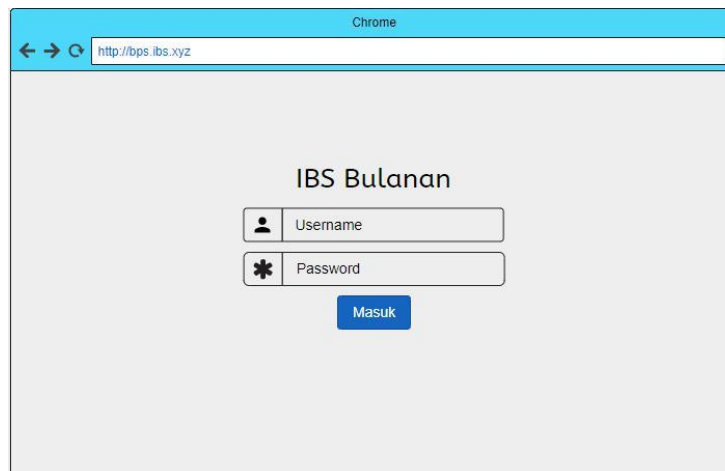 Chrome
http://bps.ibs.xyz
IBS Bulanan
Username
Password
Masuk